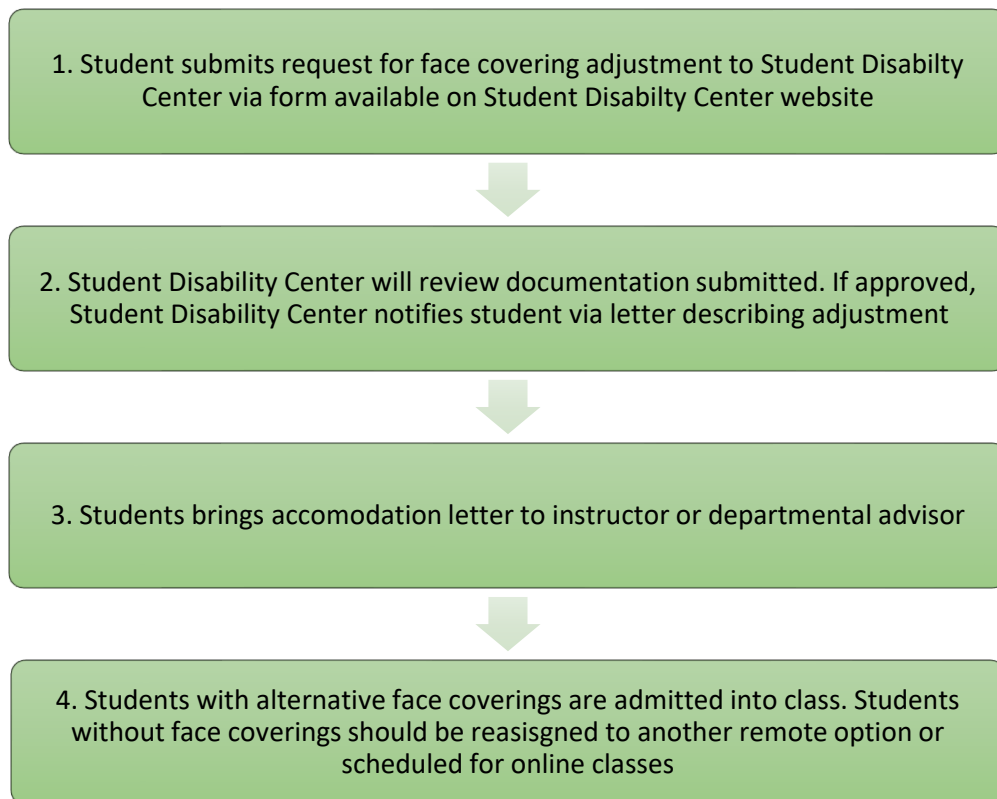 1. Student submits request for face covering adjustment to Student Disabilty
Center via form available on Student Disabilty Center website
2. Student Disability Center will review documentation submitted. If approved,
Student Disability Center notifies student via letter describing adjustment
3. Students brings accomodation letter to instructor or departmental advisor
4. Students with alternative face coverings are admitted into class. Students
without face coverings should be reasisgned to another remote option or
scheduled for online classes